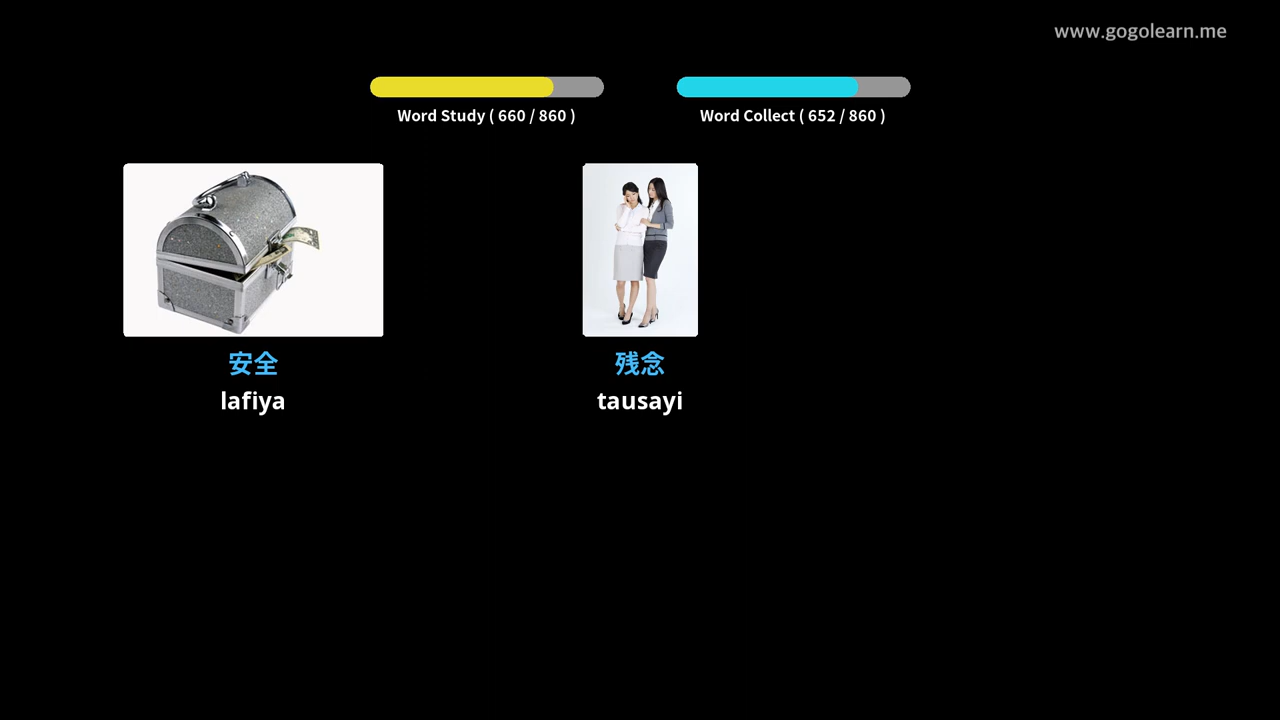 www.gogolearn.me
Word Study ( 660 / 860 )
Word Collect ( 652 / 860 )
安全
lafiya
残念
tausayi